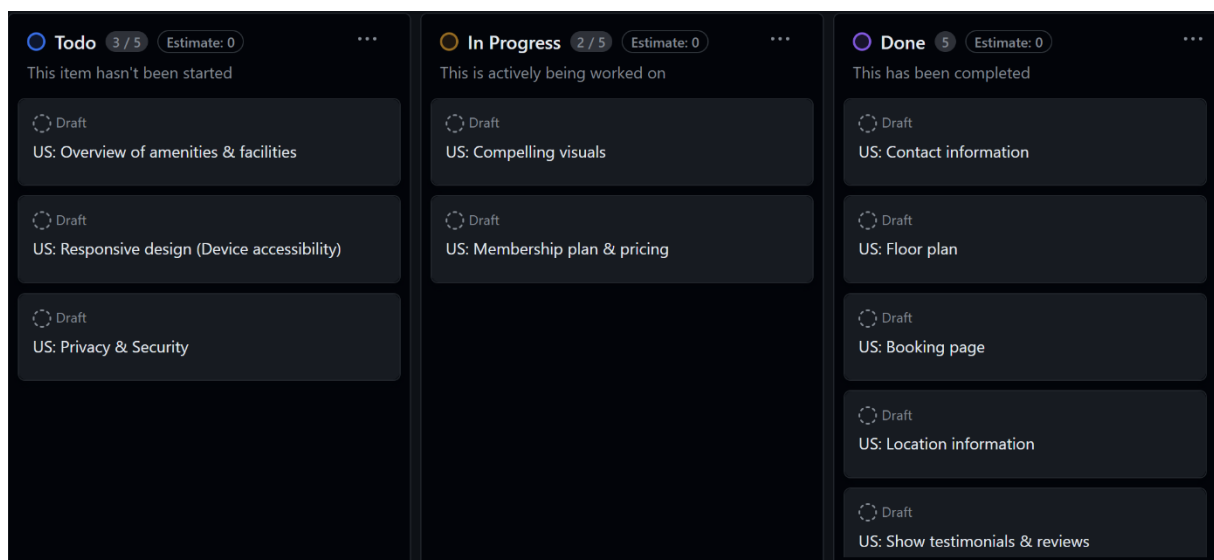 Todo 3 / 5 Estimate: 0 ...
This item hasn't been started
Draft
US: Overview of amenities & facilities
Draft
US: Responsive design (Device accessibility)
Draft
US: Privacy & Security
In Progress 2 / 5 Estimate: 0 ...
This is actively being worked on
Draft
US: Compelling visuals
Draft
US: Membership plan & pricing
Done 5 Estimate: 0 ...
This has been completed
Draft
US: Contact information
Draft
US: Floor plan
Draft
US: Booking page
Draft
US: Location information
Draft
US: Show testimonials & reviews